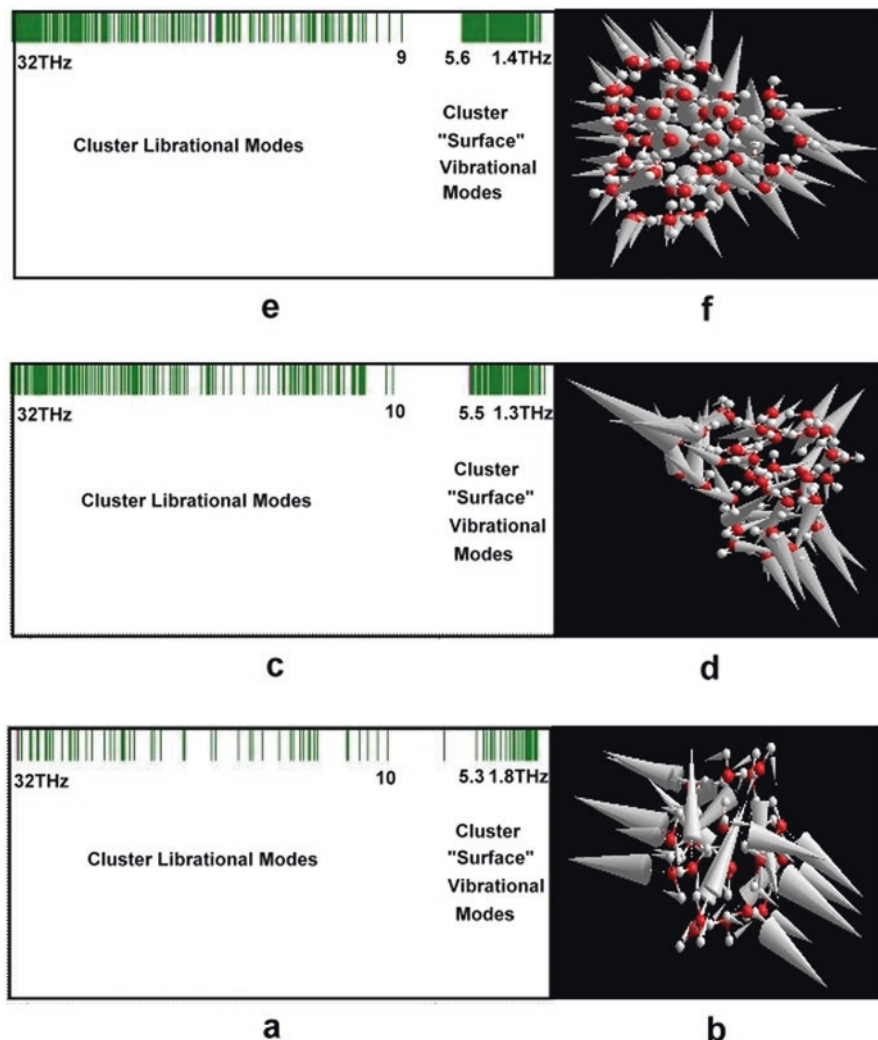 32THz
9
5.6
1.4THz
Cluster Librational Modes
Cluster
"Surface"
Vibrational
Modes
e
f
32THz
10
5.5
1.3THz
Cluster Librational Modes
Cluster
"Surface"
Vibrational
Modes
c
d
32THz
10
5.3
1.8THz
Cluster Librational Modes
Cluster
"Surface"
Vibrational
Modes
a
b